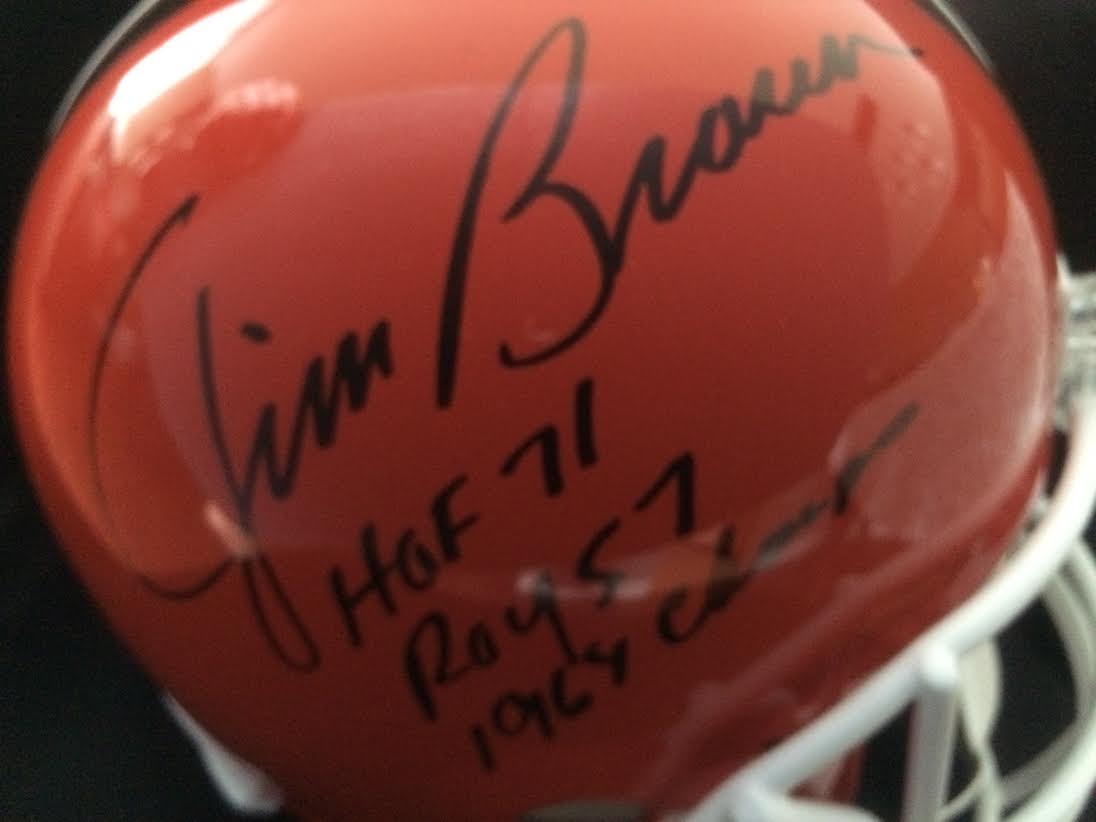 Jim Brown
HOF 71
Roy 57
1964 Champ